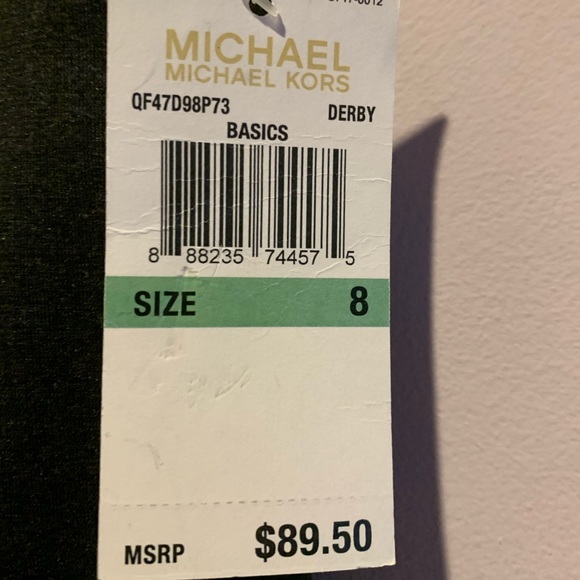 MICHAEL
MICHAEL KORS
QF47D98P73 DERBY
BASICS
8 88235 74457 5
SIZE 8
MSRP $89.50